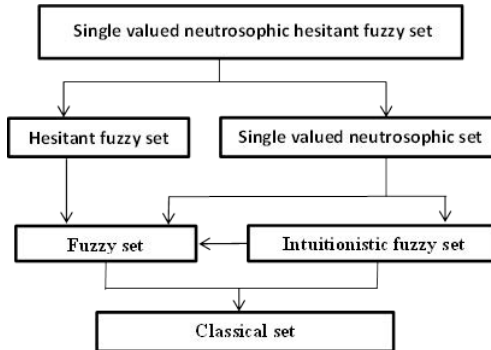 Single valued neutrosophic hesitant fuzzy set
Hesitant fuzzy set
Single valued neutrosophic set
Fuzzy set
Intuitionistic fuzzy set
Classical set